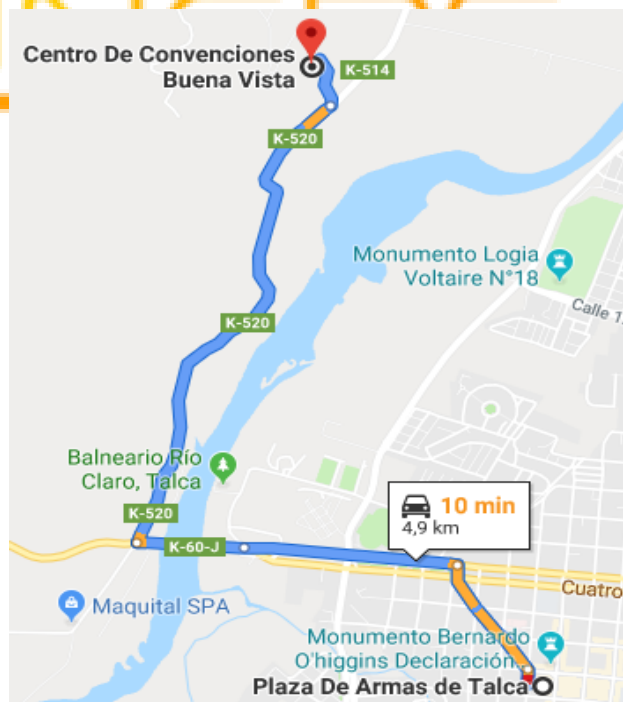 Centro De Convenciones
Buena Vista
K-514
K-520
Monumento Logia
Voltaire N°18
Calle 1
K-520
Balneario Río
Claro, Talca
K-520
10 min
4,9 km
K-60-J
Cuatro
Maquital SPA
Monumento Bernardo
O'higgins Declaración
Plaza De Armas de Talca